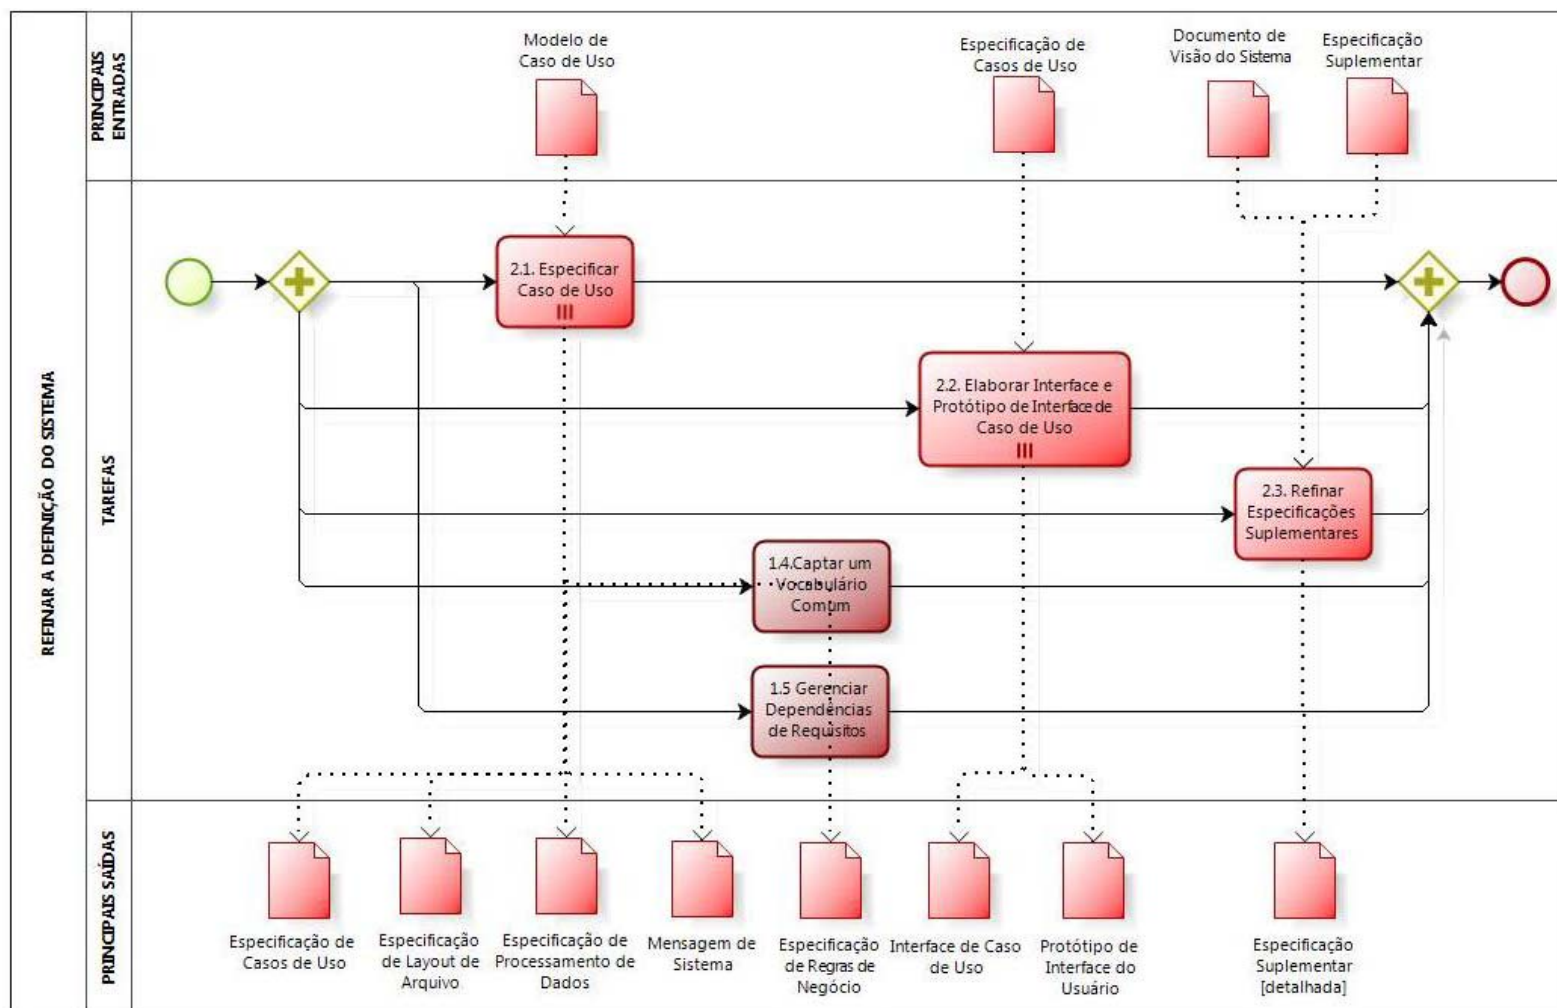 REFINAR A DEFINIÇÃO DO SISTEMA
PRINCIPAIS
ENTRADAS
Modelo de
Caso de Uso
Especificação de
Casos de Uso
Documento de
Visão do Sistema
Especificação
Suplementar
TAREFAS
2.1. Especificar
Caso de Uso
2.2. Elaborar Interface e
Protótipo de Interface de
Caso de Uso
2.3. Refinar
Especificações
Suplementares
1.4.Captar um
Vocabulário
Comum
1.5 Gerenciar
Dependências
de Requisitos
PRINCIPAIS SAÍDAS
Especificação de
Casos de Uso
Especificação
de Layout de
Arquivo
Especificação de
Processamento de
Dados
Mensagem de
Sistema
Especificação
de Regras de
Negócio
Interface de Caso
de Uso
Protótipo de
Interface do
Usuário
Especificação
Suplementar
[detalhada]